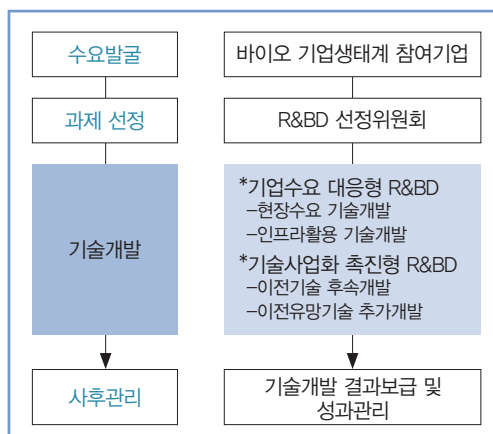 수요발굴
바이오 기업생태계 참여기업
과제 선정
R&BD 선정위원회
기술개발
*기업수요 대응형 R&BD
-현장수요 기술개발
-인프라활용 기술개발
*기술사업화 촉진형 R&BD
-이전기술 후속개발
-이전유망기술 추가개발
사후관리
기술개발 결과보급 및
성과관리